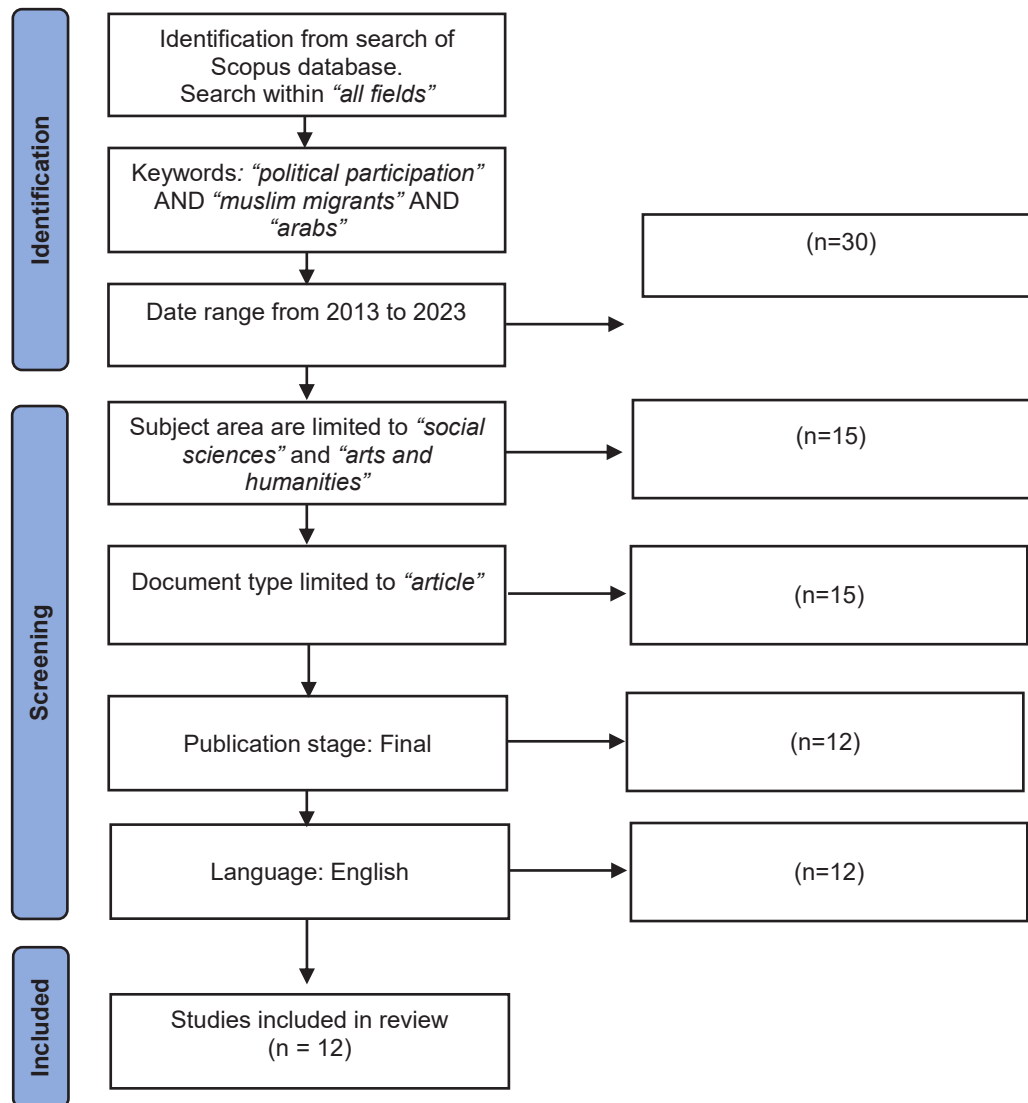 Identification
Identification from search of
Scopus database.
Search within “all fields”
Keywords: “political participation”
AND “muslim migrants” AND
“arabs”
(n=30)
Date range from 2013 to 2023
Screening
Subject area are limited to “social
sciences” and “arts and
humanities”
(n=15)
Document type limited to “article”
(n=15)
Publication stage: Final
(n=12)
Language: English
(n=12)
Included
Studies included in review
(n = 12)